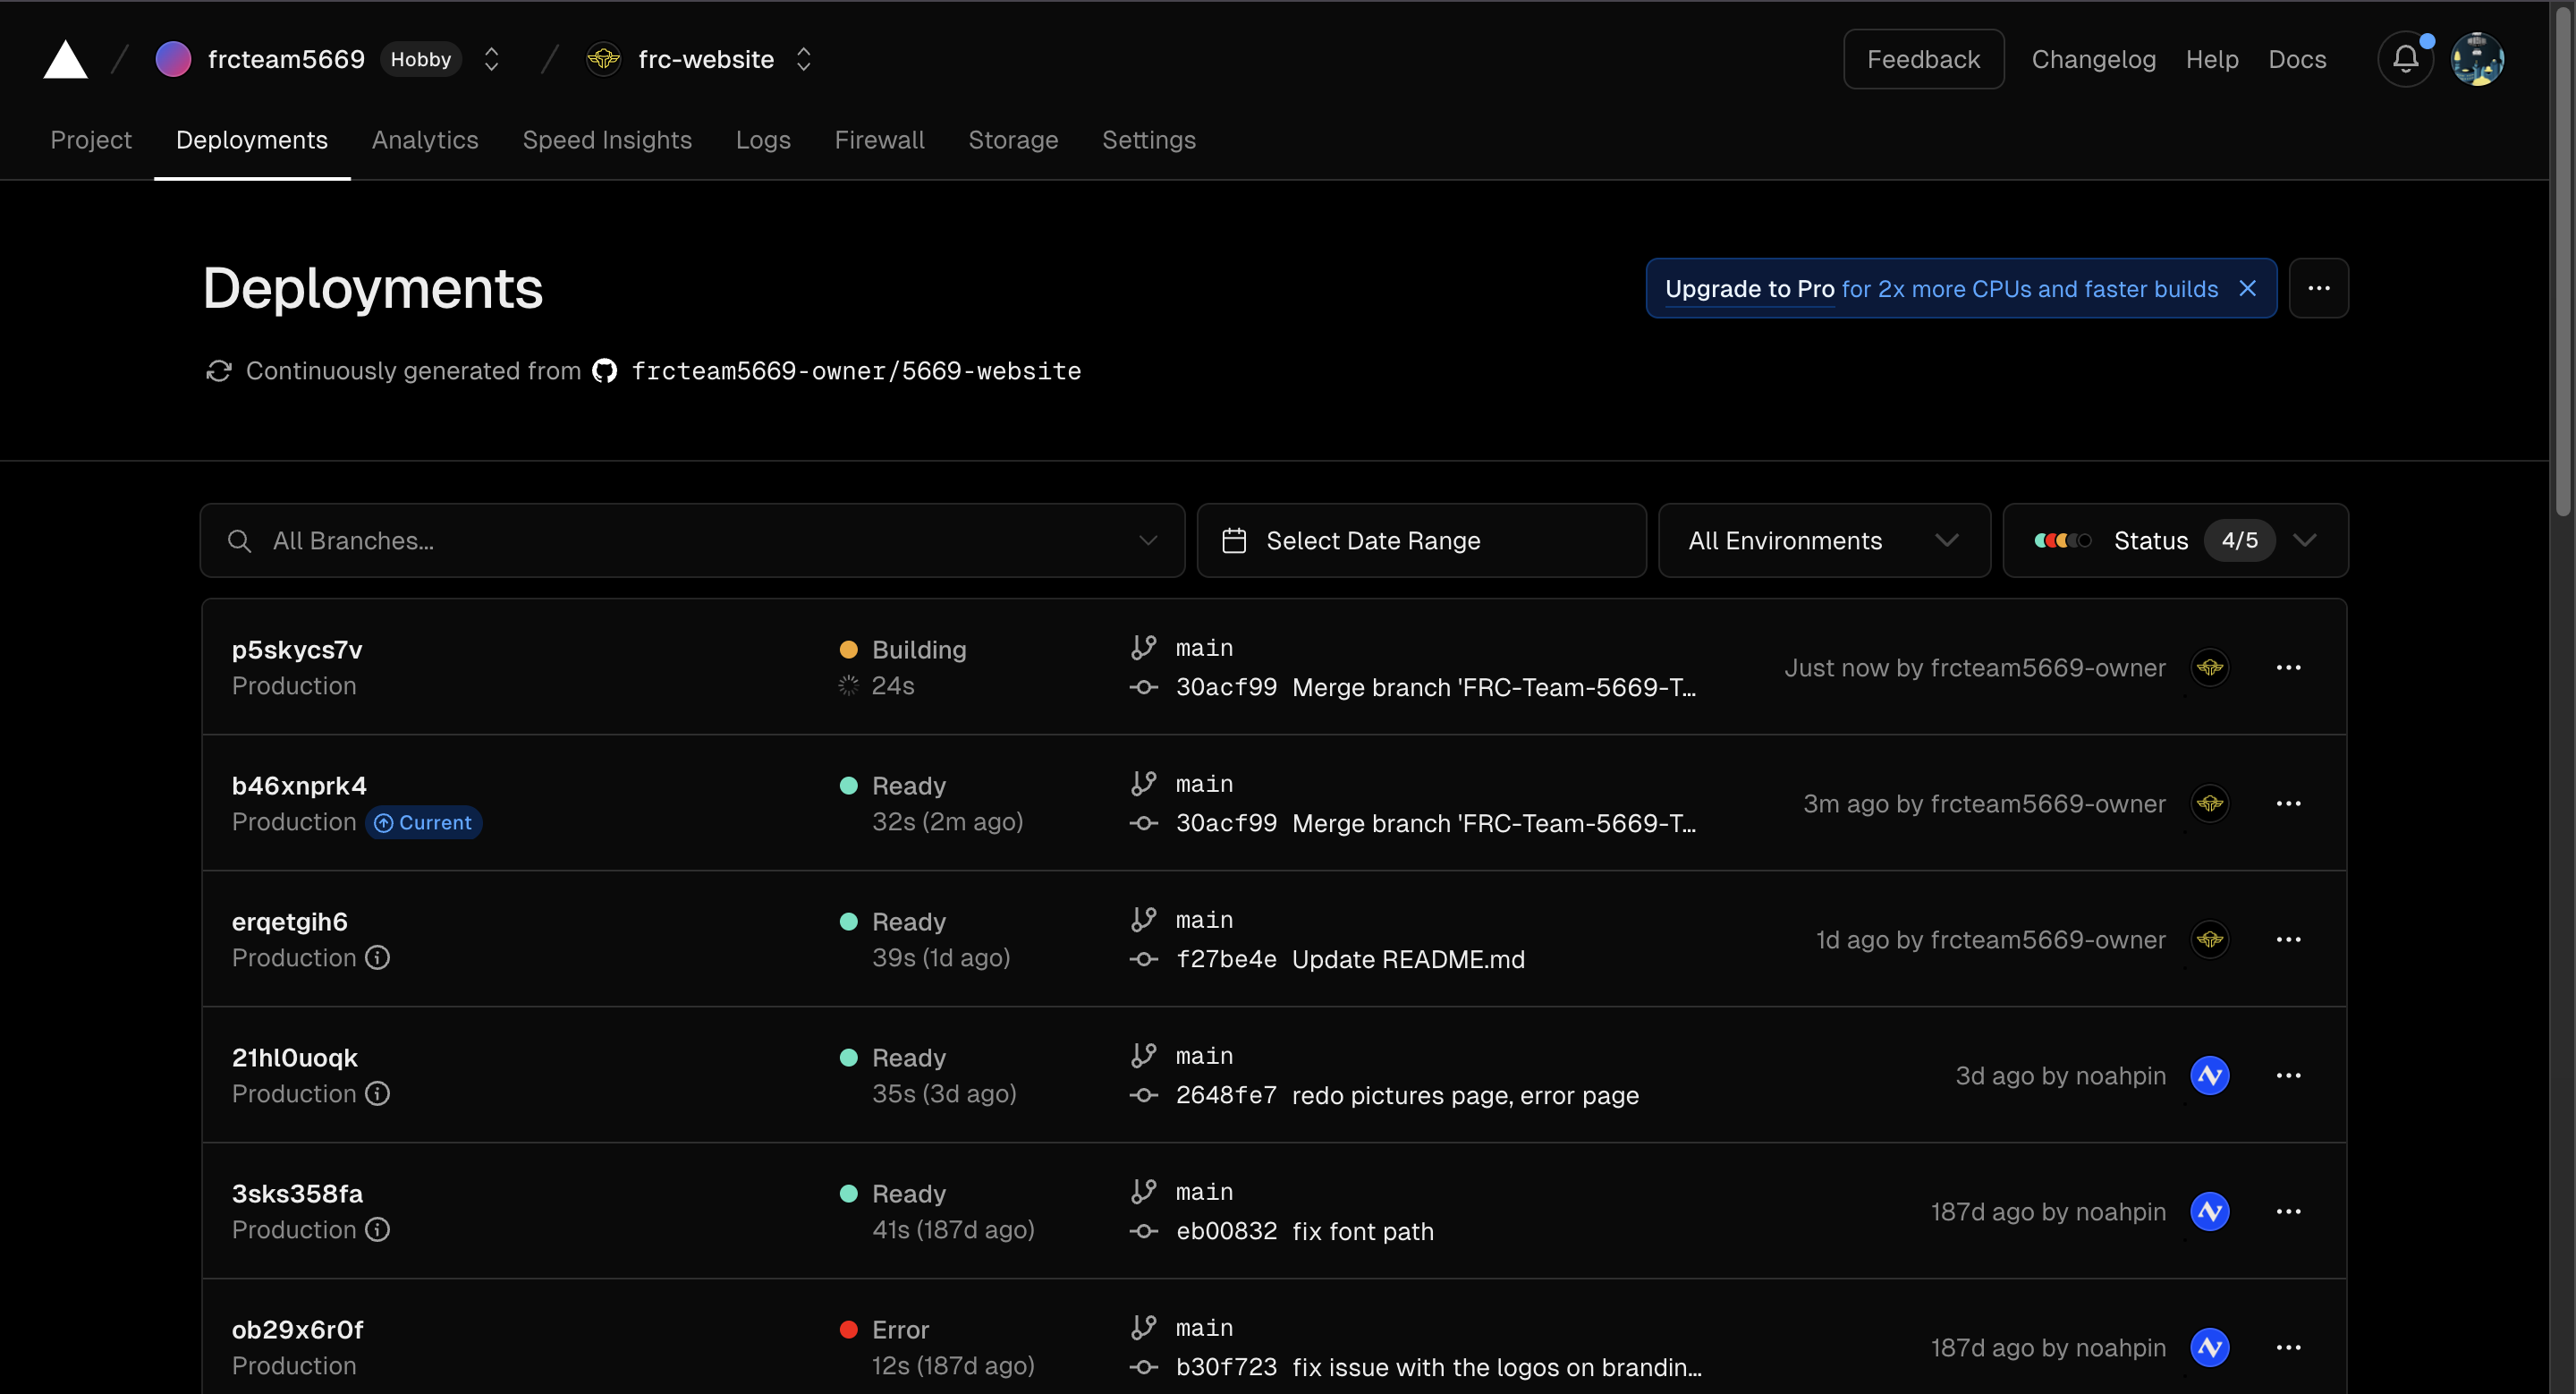 frcteam5669 Hobby frc-website Feedback Changelog Help Docs
Project Deployments Analytics Speed Insights Logs Firewall Storage Settings
Deployments
Upgrade to Pro for 2x more CPUs and faster builds
Continuously generated from frcteam5669-owner/5669-website
All Branches...
Select Date Range
All Environments
Status 4/5
p5skycs7v
Production
Building
24s
main
30acf99 Merge branch 'FRC-Team-5669-T...
Just now by frcteam5669-owner
b46xnprk4
Production Current
Ready
32s (2m ago)
main
30acf99 Merge branch 'FRC-Team-5669-T...
3m ago by frcteam5669-owner
erqetgih6
Production
Ready
39s (1d ago)
main
f27be4e Update README.md
1d ago by frcteam5669-owner
21hl0uoqk
Production
Ready
35s (3d ago)
main
2648fe7 redo pictures page, error page
3d ago by noahpin
3sks358fa
Production
Ready
41s (187d ago)
main
eb00832 fix font path
187d ago by noahpin
ob29x6r0f
Production
Error
12s (187d ago)
main
b30f723 fix issue with the logos on brandin...
187d ago by noahpin